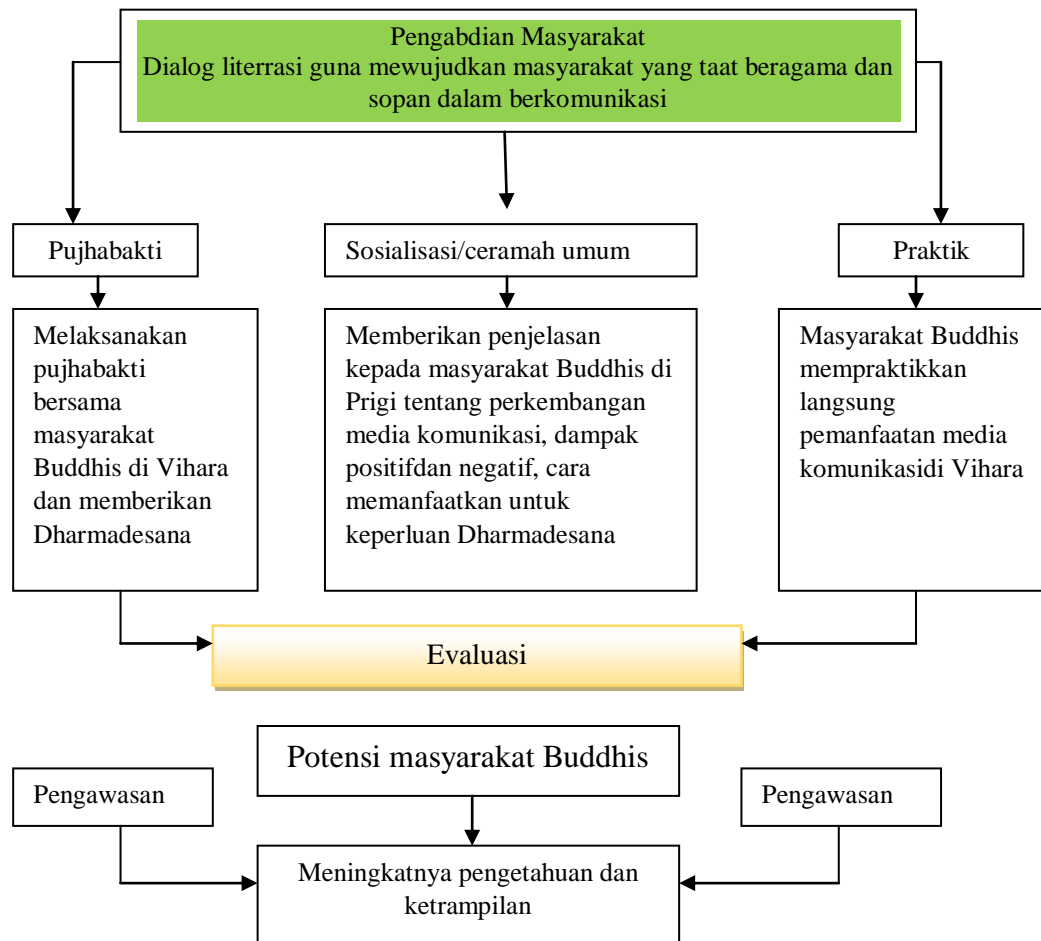 Pengabdian Masyarakat
Dialog literrasi guna mewujudkan masyarakat yang taat beragama dan
sopan dalam berkomunikasi
Pujhabakti
Sosialisasi/ceramah umum
Praktik
Melaksanakan
pujhabakti
bersama
masyarakat
Buddhis di Vihara
dan memberikan
Dharmadesana
Memberikan penjelasan
kepada masyarakat Buddhis di
Prigi tentang perkembangan
media komunikasi, dampak
positifdan negatif, cara
memanfaatkan untuk
keperluan Dharmadesana
Masyarakat Buddhis
mempraktikkan
langsung
pemanfaatan media
komunikasidi Vihara
Evaluasi
Potensi masyarakat Buddhis
Pengawasan
Pengawasan
Meningkatnya pengetahuan dan
ketrampilan